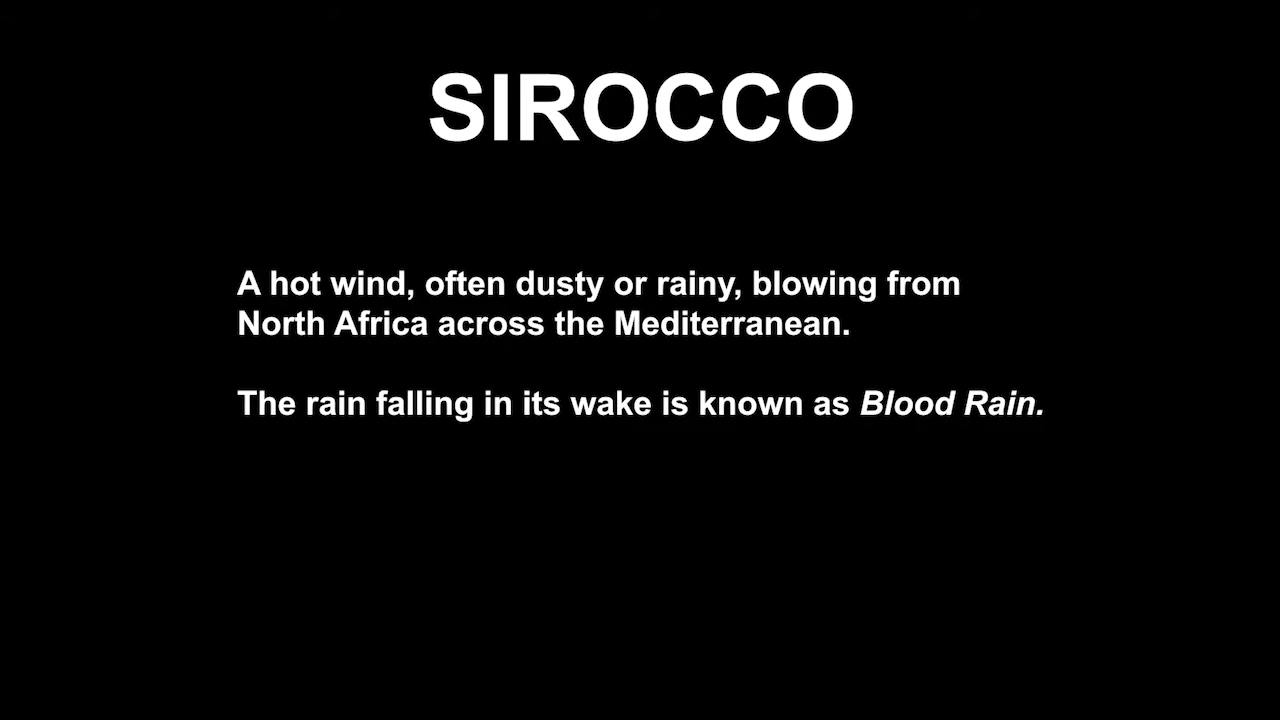 SIROCCO
A hot wind, often dusty or rainy, blowing from
North Africa across the Mediterranean.
The rain falling in its wake is known as Blood Rain.